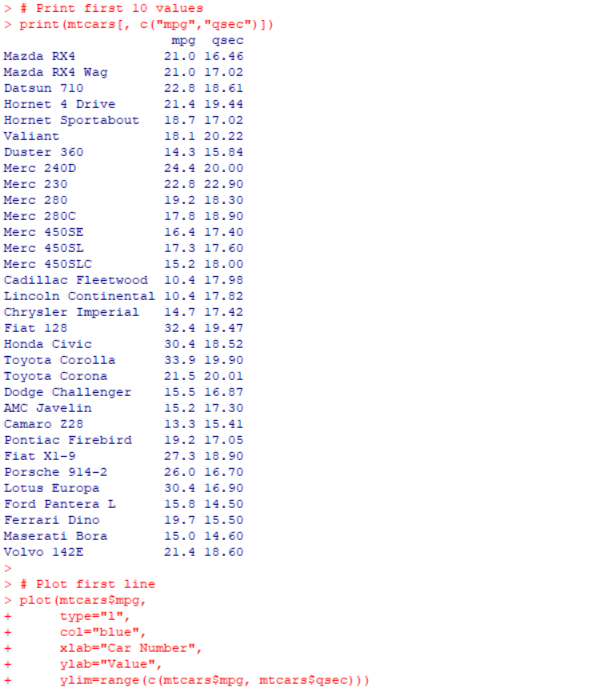 > # Print first 10 values
> print(mtcars[, c("mpg","qsec")])
                     mpg  qsec
Mazda RX4           21.0 16.46
Mazda RX4 Wag       21.0 17.02
Datsun 710          22.8 18.61
Hornet 4 Drive      21.4 19.44
Hornet Sportabout   18.7 17.02
Valiant             18.1 20.22
Duster 360          14.3 15.84
Merc 240D           24.4 20.00
Merc 230            22.8 22.90
Merc 280            19.2 18.30
Merc 280C           17.8 18.90
Merc 450SE          16.4 17.40
Merc 450SL          17.3 17.60
Merc 450SLC         15.2 18.00
Cadillac Fleetwood  10.4 17.98
Lincoln Continental 10.4 17.82
Chrysler Imperial   14.7 17.42
Fiat 128            32.4 19.47
Honda Civic         30.4 18.52
Toyota Corolla      33.9 19.90
Toyota Corona       21.5 20.01
Dodge Challenger    15.5 16.87
AMC Javelin         15.2 17.30
Camaro Z28          13.3 15.41
Pontiac Firebird    19.2 17.05
Fiat X1-9           27.3 18.90
Porsche 914-2       26.0 16.70
Lotus Europa        30.4 16.90
Ford Pantera L      15.8 14.50
Ferrari Dino        19.7 15.50
Maserati Bora       15.0 14.60
Volvo 142E          21.4 18.60
>
> # Plot first line
> plot(mtcars$mpg,
+      type="l",
+      col="blue",
+      xlab="Car Number",
+      ylab="Value",
+      ylim=range(c(mtcars$mpg, mtcars$qsec)))